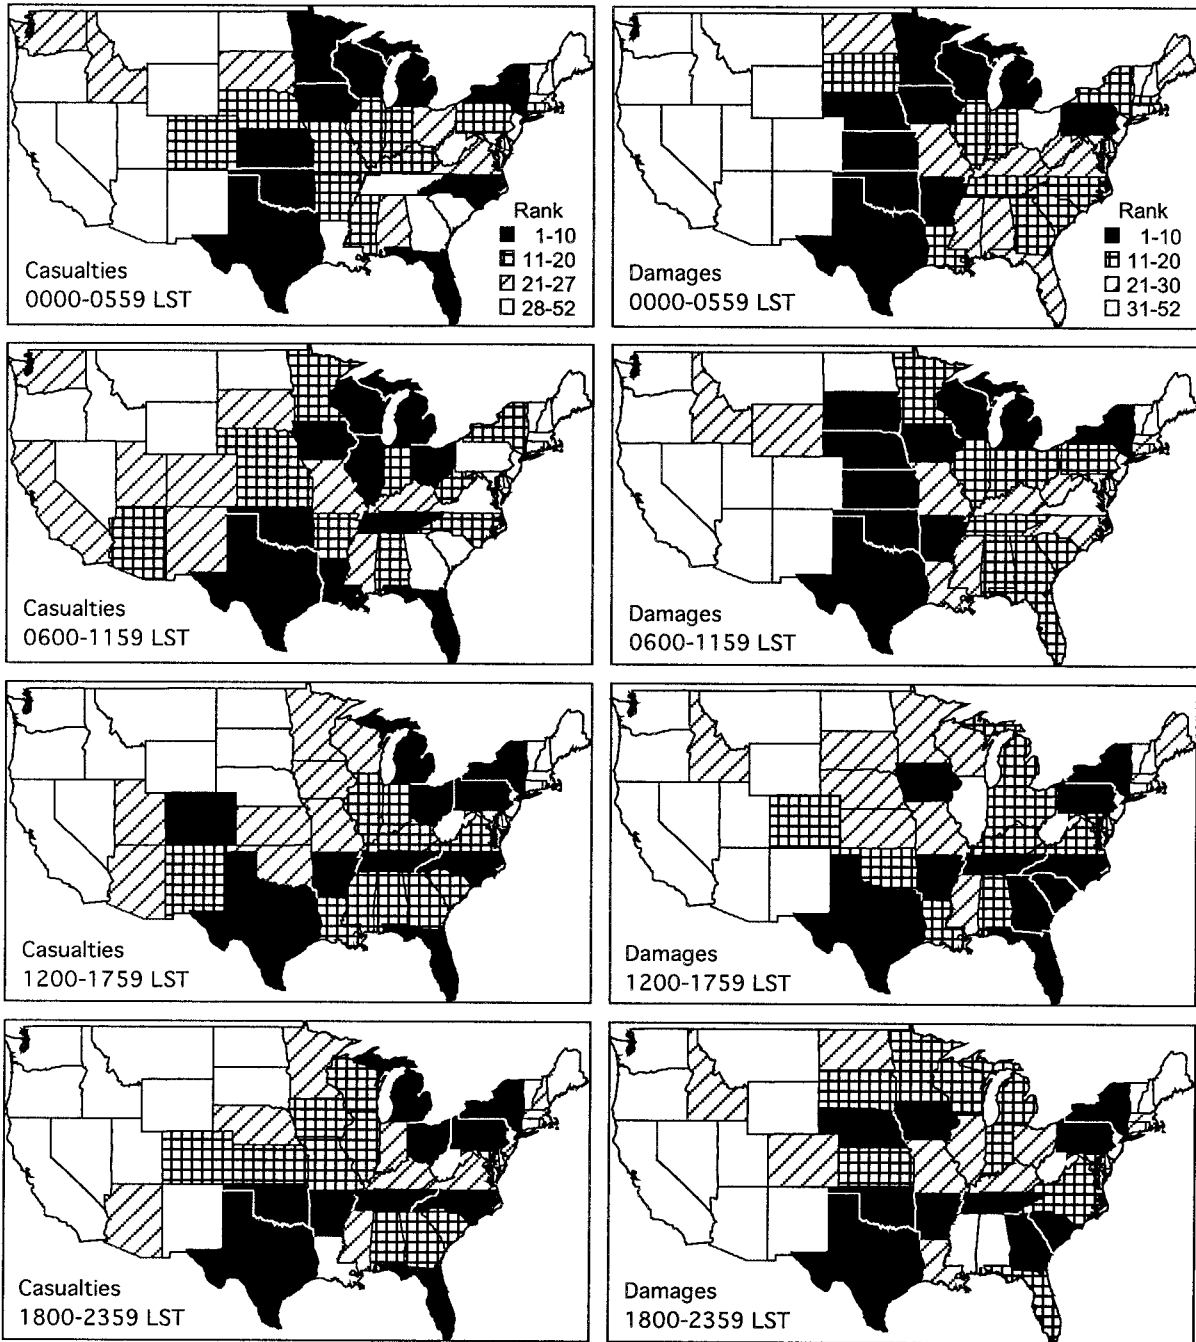 Rank
1-10
11-20
21-27
28-52
Casualties
0000-0559 LST
Rank
1-10
11-20
21-30
31-52
Damages
0000-0559 LST
Casualties
0600-1159 LST
Damages
0600-1159 LST
Casualties
1200-1759 LST
Damages
1200-1759 LST
Casualties
1800-2359 LST
Damages
1800-2359 LST